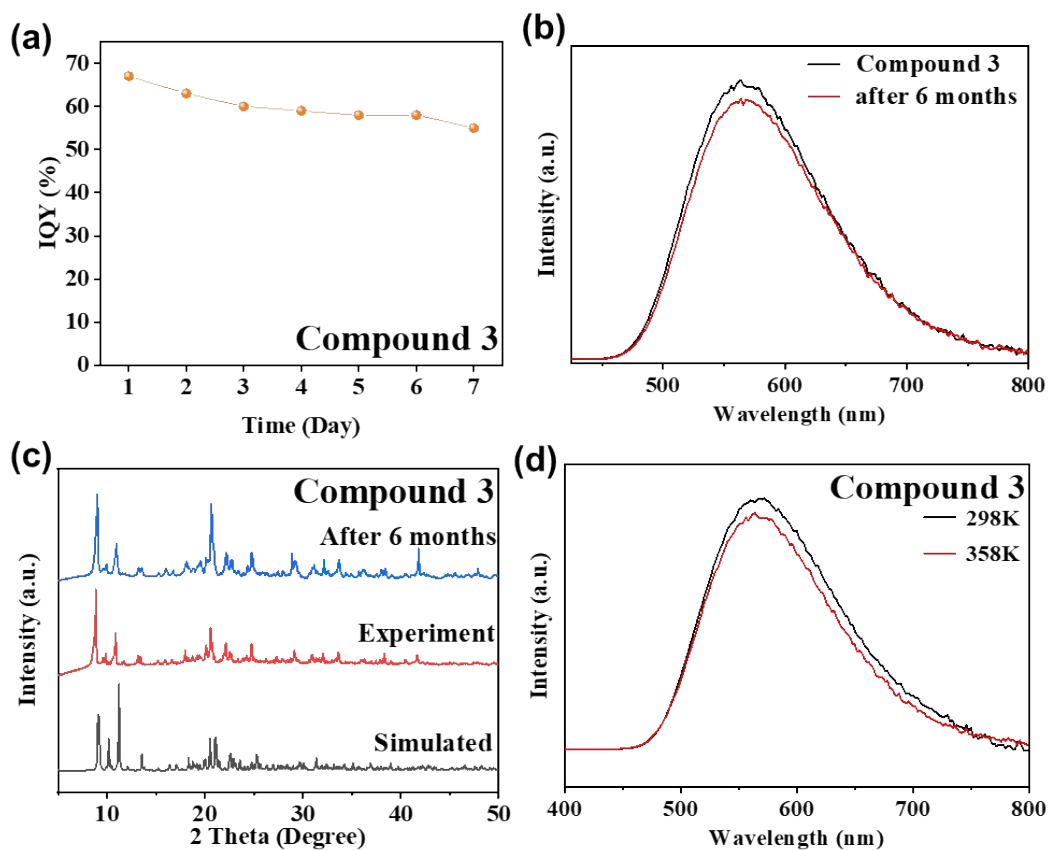 (a)
70
60
50
40
30
20
10
0
IQY (%)
Compound 3
1 2 3 4 5 6 7
Time (Day)
(b)
Compound 3
after 6 months
Intensity (a.u.)
500 600 700 800
Wavelength (nm)
(c)
Compound 3
After 6 months
Experiment
Simulated
Intensity (a.u.)
10 20 30 40 50
2 Theta (Degree)
(d)
Compound 3
298K
358K
Intensity (a.u.)
400 500 600 700 800
Wavelength (nm)